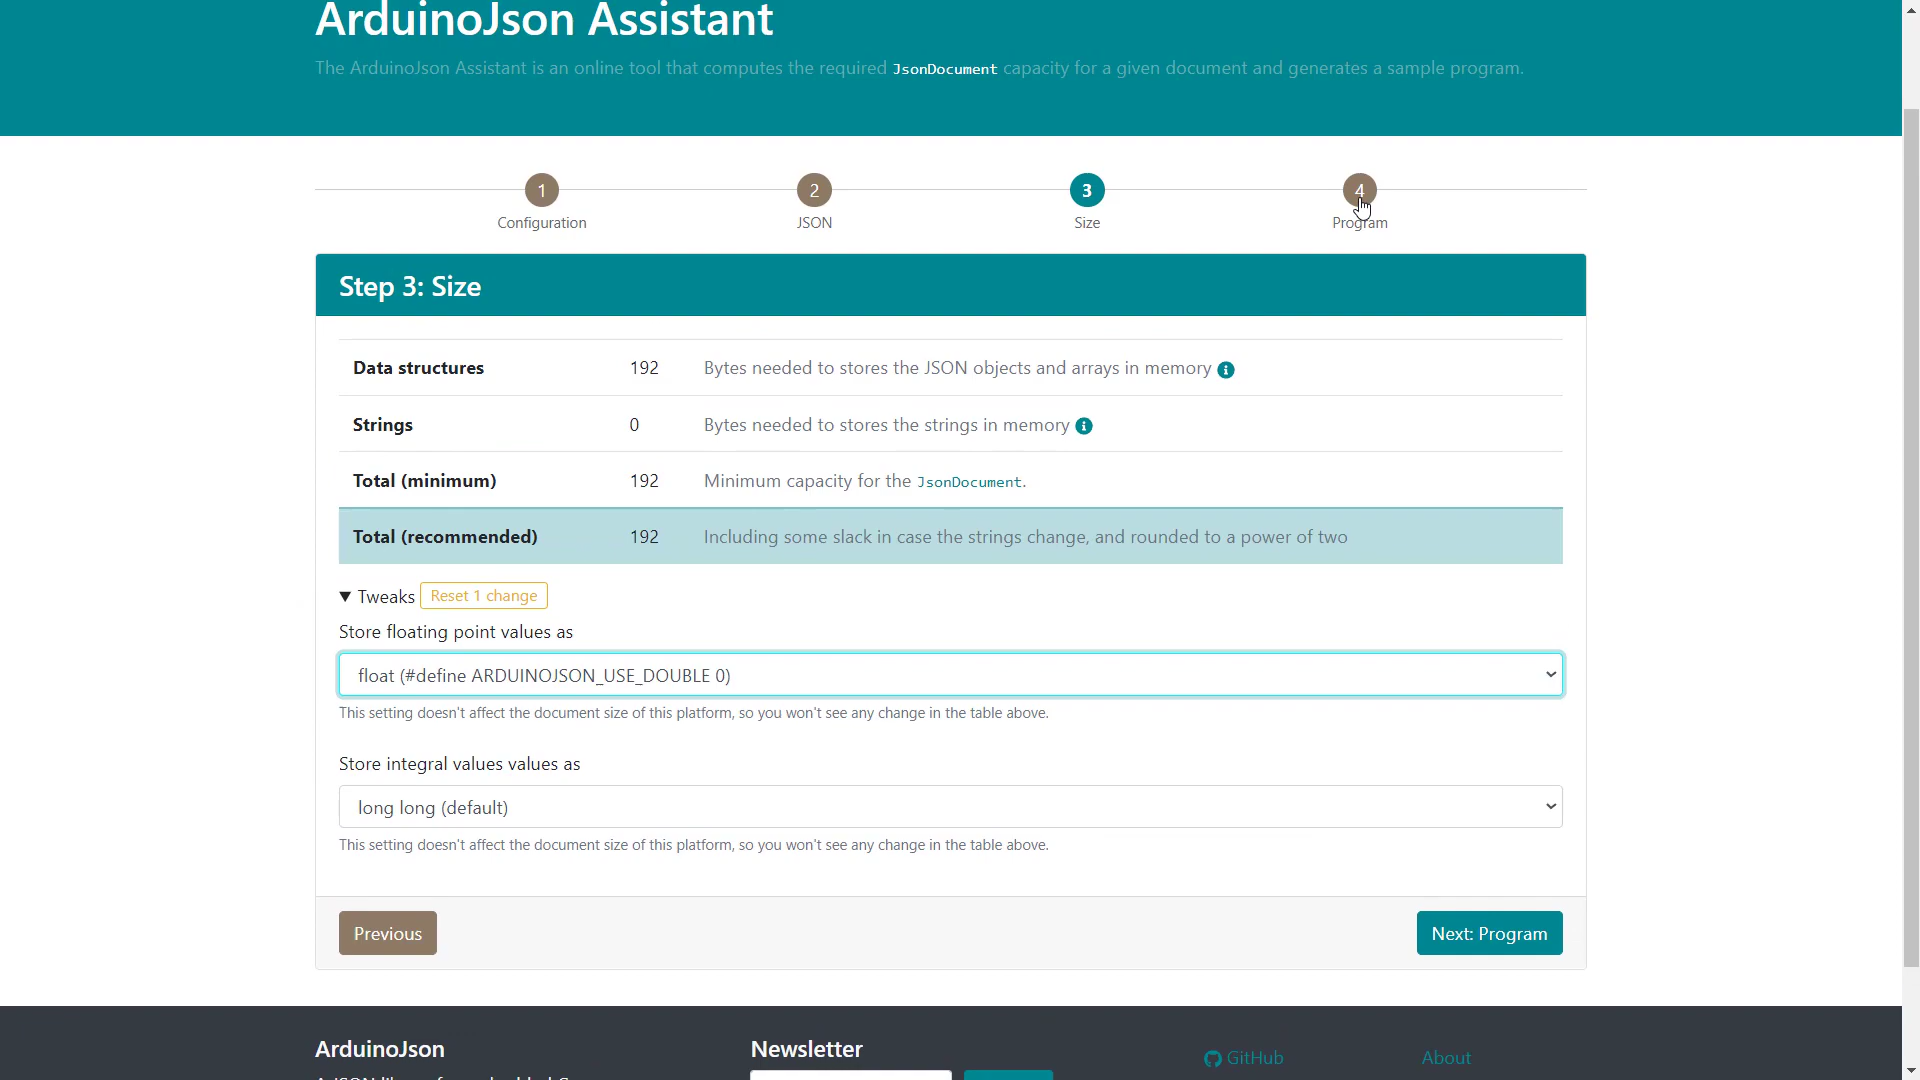 ArduinoJson Assistant
The ArduinoJson Assistant is an online tool that computes the required JsonDocument capacity for a given document and generates a sample program.
1 2 3 4
Configuration JSON Size Program
Step 3: Size
Data structures 192 Bytes needed to stores the JSON objects and arrays in memory
Strings 0 Bytes needed to stores the strings in memory
Total (minimum) 192 Minimum capacity for the JsonDocument.
Total (recommended) 192 Including some slack in case the strings change, and rounded to a power of two
Tweaks Reset 1 change
Store floating point values as
float (#define ARDUINOJSON_USE_DOUBLE 0)
This setting doesn't affect the document size of this platform, so you won't see any change in the table above.
Store integral values values as
long long (default)
This setting doesn't affect the document size of this platform, so you won't see any change in the table above.
Previous Next: Program
ArduinoJson Newsletter GitHub About